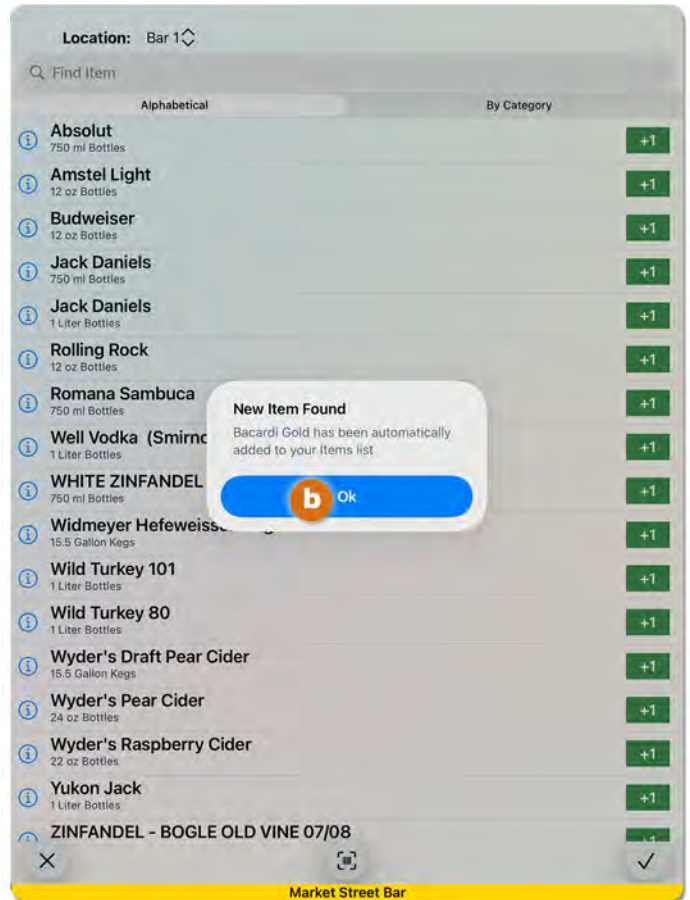 Location: Bar 1
Find Item
Alphabetical By Category
Absolut
750 ml Bottles
+1
Amstel Light
12 oz Bottles
+1
Budweiser
12 oz Bottles
+1
Jack Daniels
750 ml Bottles
+1
Jack Daniels
1 Liter Bottles
+1
Rolling Rock
12 oz Bottles
+1
Romana Sambuca
750 ml Bottles
+1
New Item Found
Bacardi Gold has been automatically
added to your Items list
b Ok
Well Vodka (Smirno
1 Liter Bottles
+1
WHITE ZINFANDEL
750 ml Bottles
+1
Widmeyer Hefeweiss
15.5 Gallon Kegs
+1
Wild Turkey 101
1 Liter Bottles
+1
Wild Turkey 80
1 Liter Bottles
+1
Wyder's Draft Pear Cider
15.5 Gallon Kegs
+1
Wyder's Pear Cider
24 oz Bottles
+1
Wyder's Raspberry Cider
22 oz Bottles
+1
Yukon Jack
1 Liter Bottles
+1
ZINFANDEL - BOGLE OLD VINE 07/08
+1
Market Street Bar